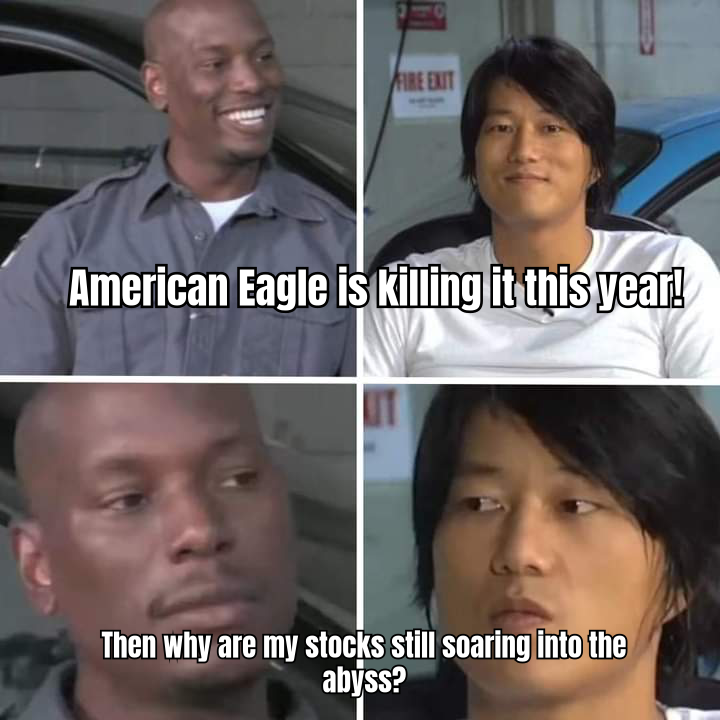 FIRE EXIT
American Eagle is killing it this year!
Then why are my stocks still soaring into the
abyss?